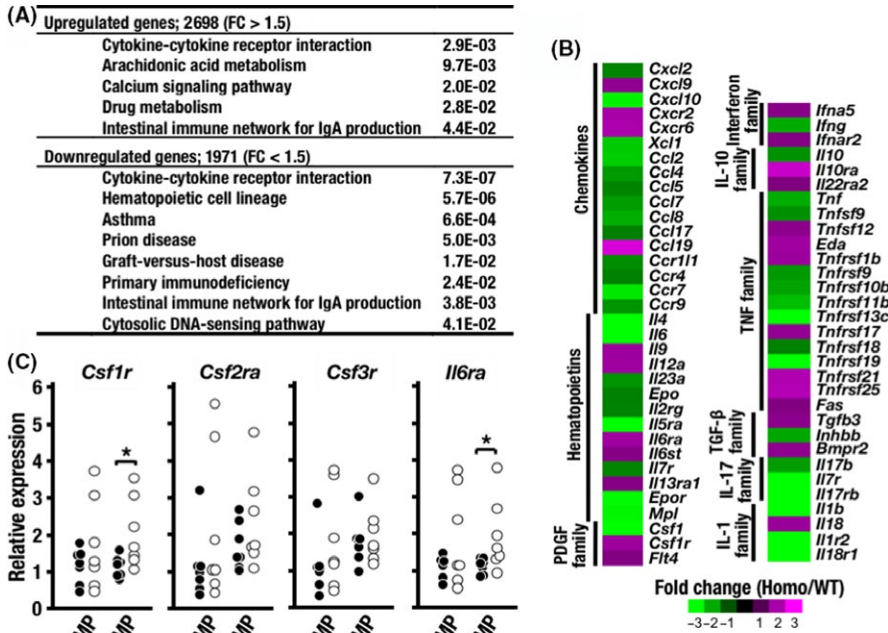 (A)
Upregulated genes; 2698 (FC > 1.5)
Cytokine-cytokine receptor interaction 2.9E-03
Arachidonic acid metabolism 9.7E-03
Calcium signaling pathway 2.0E-02
Drug metabolism 2.8E-02
Intestinal immune network for IgA production 4.4E-02
Downregulated genes; 1971 (FC < 1.5)
Cytokine-cytokine receptor interaction 7.3E-07
Hematopoietic cell lineage 5.7E-06
Asthma 6.6E-04
Prion disease 5.0E-03
Graft-versus-host disease 1.7E-02
Primary immunodeficiency 2.4E-02
Intestinal immune network for IgA production 3.8E-03
Cytosolic DNA-sensing pathway 4.1E-02
(B)
Chemokines
Cxcl2
Cxcl9
Cxcl10
Cxcr2
Cxcr6
Xcl1
Ccl2
Ccl4
Ccl5
Ccl7
Ccl8
Ccl17
Ccl19
Ccr1l1
Ccr4
Ccr7
Ccr9
Hematopoietins
Il4
Il6
Il9
Il12a
Il23a
Epo
Il2rg
Il5ra
Il6ra
Il6st
Il7r
Il13ra1
Epor
Mpl
PDGF
family
Csf1
Csf1r
Flt4
Interferon
family
Ifna5
Ifng
Ifnar2
IL-10
family
Il10
Il10ra
Il22ra2
TNF family
Tnf
Tnfsf9
Tnfsf12
Eda
Tnfrsf1b
Tnfrsf9
Tnfrsf10b
Tnfrsf11b
Tnfrsf13c
Tnfrsf17
Tnfrsf18
Tnfrsf19
Tnfrsf21
Tnfrsf25
Fas
TGF-β
family
Tgfb3
Inhbb
Bmpr2
IL-17
family
Il17b
Il7r
Il17rb
IL-1
family
Il1b
Il18
Il1r2
Il18r1
Fold change (Homo/WT)
-3 -2 -1 1 2 3
(C)
Csf1r Csf2ra Csf3r Il6ra
Relative expression
6
5
4
3
2
1
0
* *
MP MP MP MP MP MP MP MP